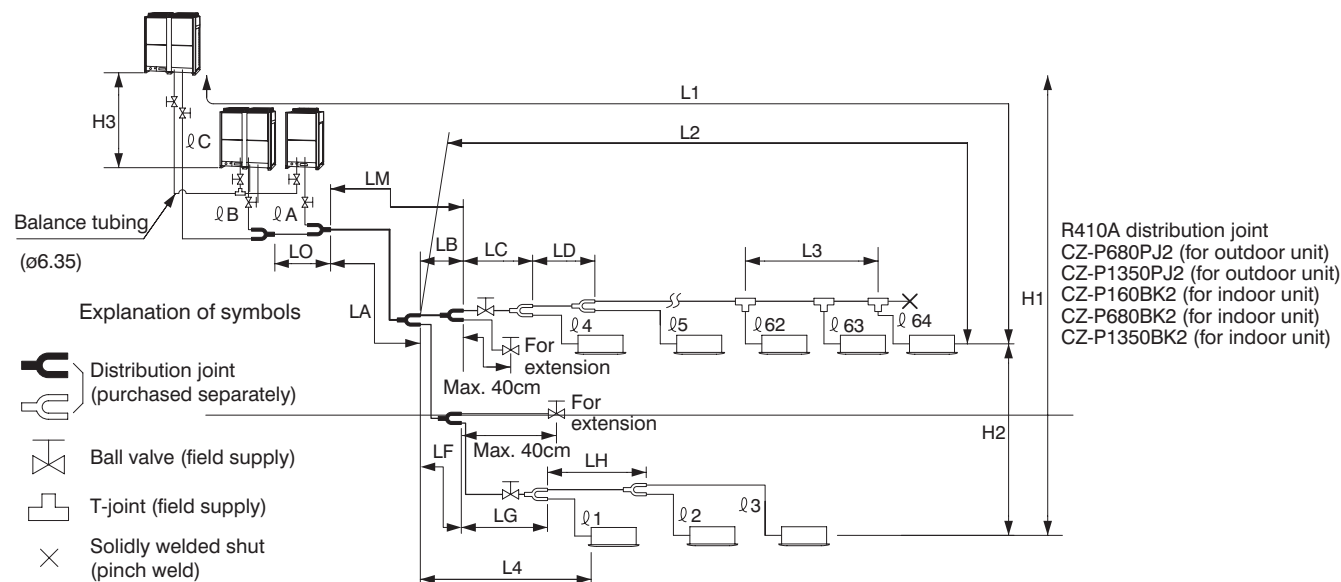 L1
L2
H3
ℓC
LM
ℓB
ℓA
Balance tubing
(ø6.35)
LO
LA
LB
LC
LD
L3
H1
R410A distribution joint
CZ-P680PJ2 (for outdoor unit)
CZ-P1350PJ2 (for outdoor unit)
CZ-P160BK2 (for indoor unit)
CZ-P680BK2 (for indoor unit)
CZ-P1350BK2 (for indoor unit)
ℓ4
ℓ5
ℓ62
ℓ63
ℓ64
For
extension
Max. 40cm
For
extension
Max. 40cm
H2
LF
LH
LG
ℓ1
ℓ2
ℓ3
L4
Explanation of symbols
Distribution joint
(purchased separately)
Ball valve (field supply)
T-joint (field supply)
Solidly welded shut
(pinch weld)